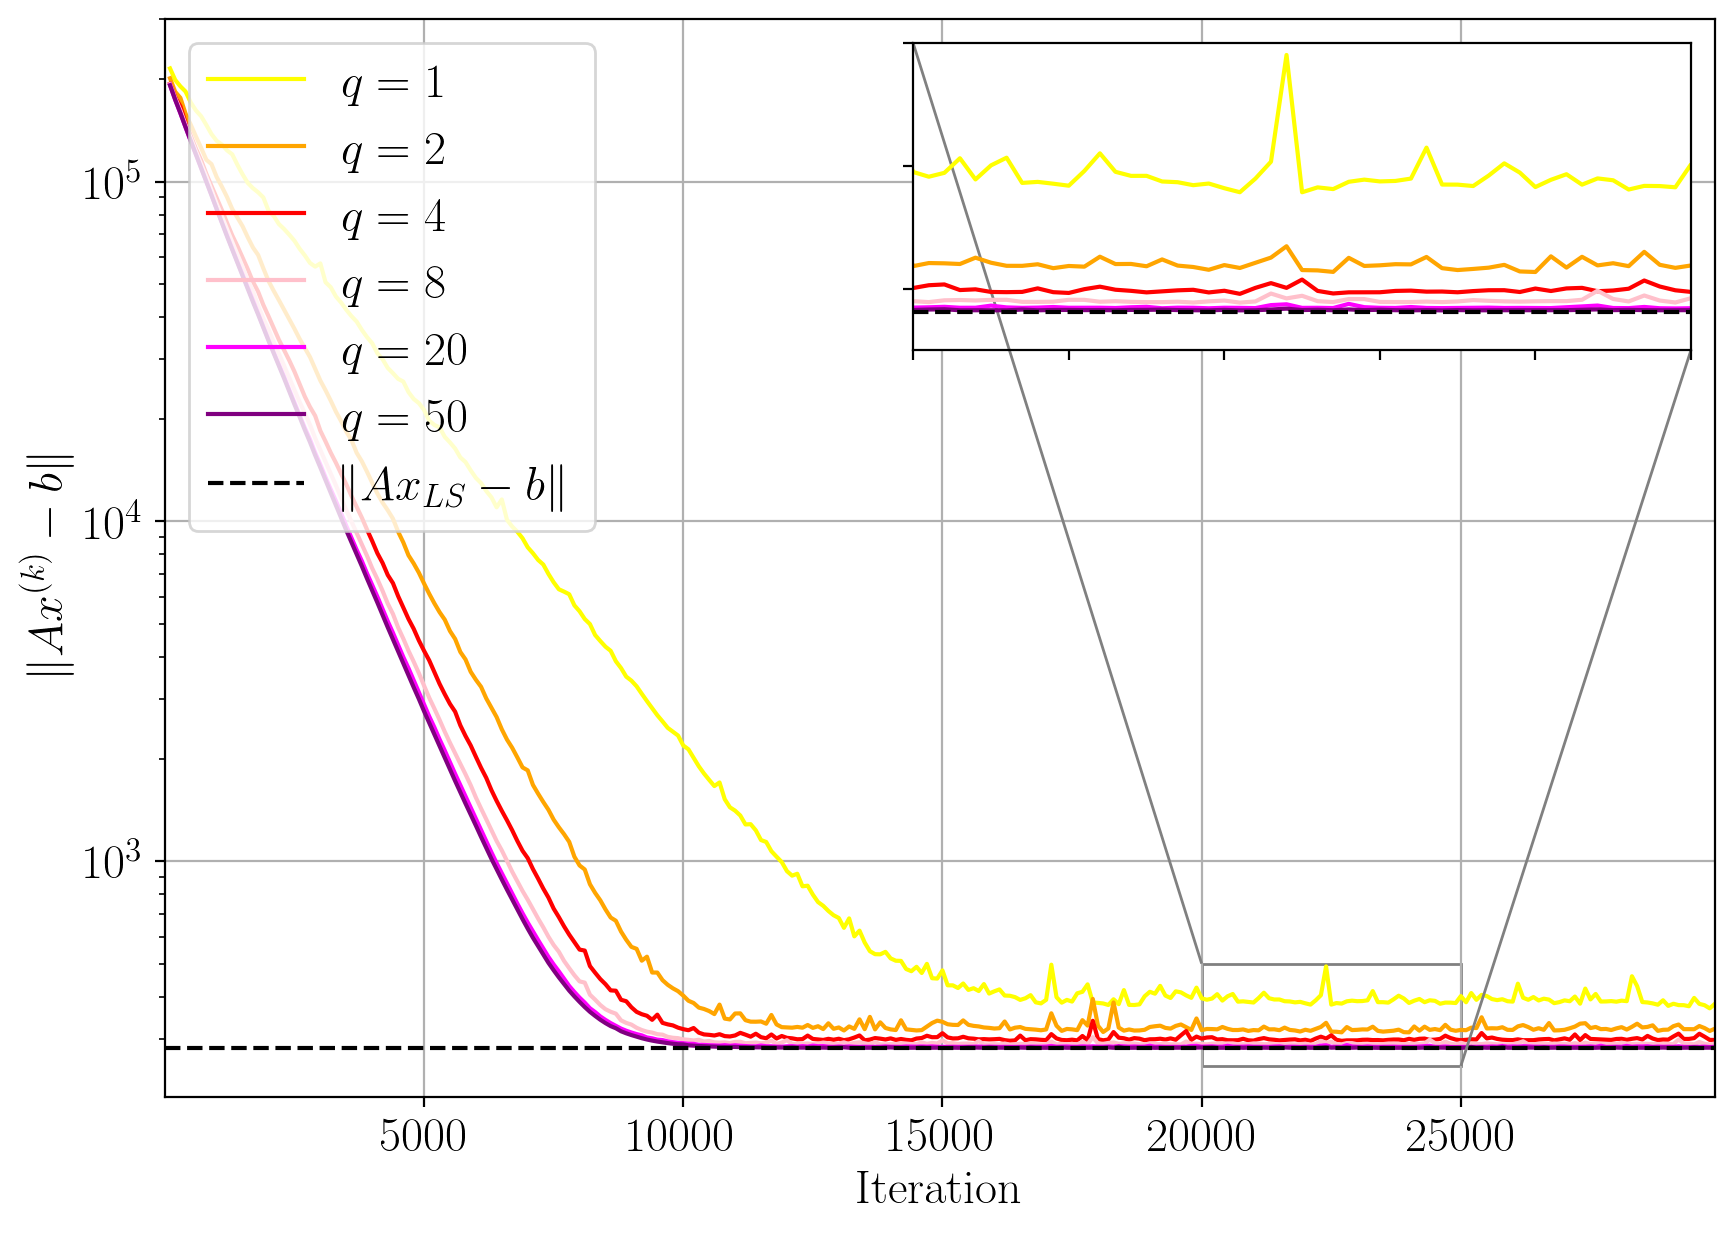 q = 1
q = 2
q = 4
q = 8
q = 20
q = 50
∥Ax_{LS} − b∥
10^5
10^4
10^3
∥Ax^{(k)} − b∥
5000 10000 15000 20000 25000
Iteration